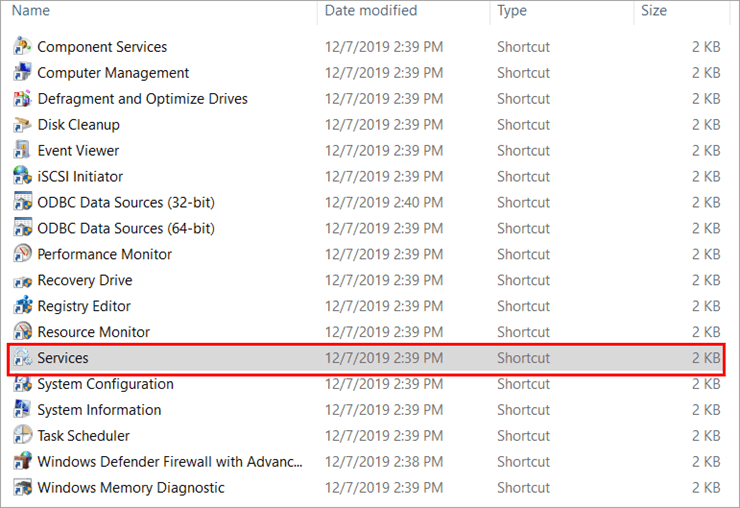 Name Date modified Type Size
Component Services 12/7/2019 2:39 PM Shortcut 2 KB
Computer Management 12/7/2019 2:39 PM Shortcut 2 KB
Defragment and Optimize Drives 12/7/2019 2:39 PM Shortcut 2 KB
Disk Cleanup 12/7/2019 2:39 PM Shortcut 2 KB
Event Viewer 12/7/2019 2:39 PM Shortcut 2 KB
iSCSI Initiator 12/7/2019 2:39 PM Shortcut 2 KB
ODBC Data Sources (32-bit) 12/7/2019 2:40 PM Shortcut 2 KB
ODBC Data Sources (64-bit) 12/7/2019 2:39 PM Shortcut 2 KB
Performance Monitor 12/7/2019 2:39 PM Shortcut 2 KB
Recovery Drive 12/7/2019 2:39 PM Shortcut 2 KB
Registry Editor 12/7/2019 2:39 PM Shortcut 2 KB
Resource Monitor 12/7/2019 2:39 PM Shortcut 2 KB
Services 12/7/2019 2:39 PM Shortcut 2 KB
System Configuration 12/7/2019 2:39 PM Shortcut 2 KB
System Information 12/7/2019 2:39 PM Shortcut 2 KB
Task Scheduler 12/7/2019 2:39 PM Shortcut 2 KB
Windows Defender Firewall with Advanc... 12/7/2019 2:38 PM Shortcut 2 KB
Windows Memory Diagnostic 12/7/2019 2:39 PM Shortcut 2 KB